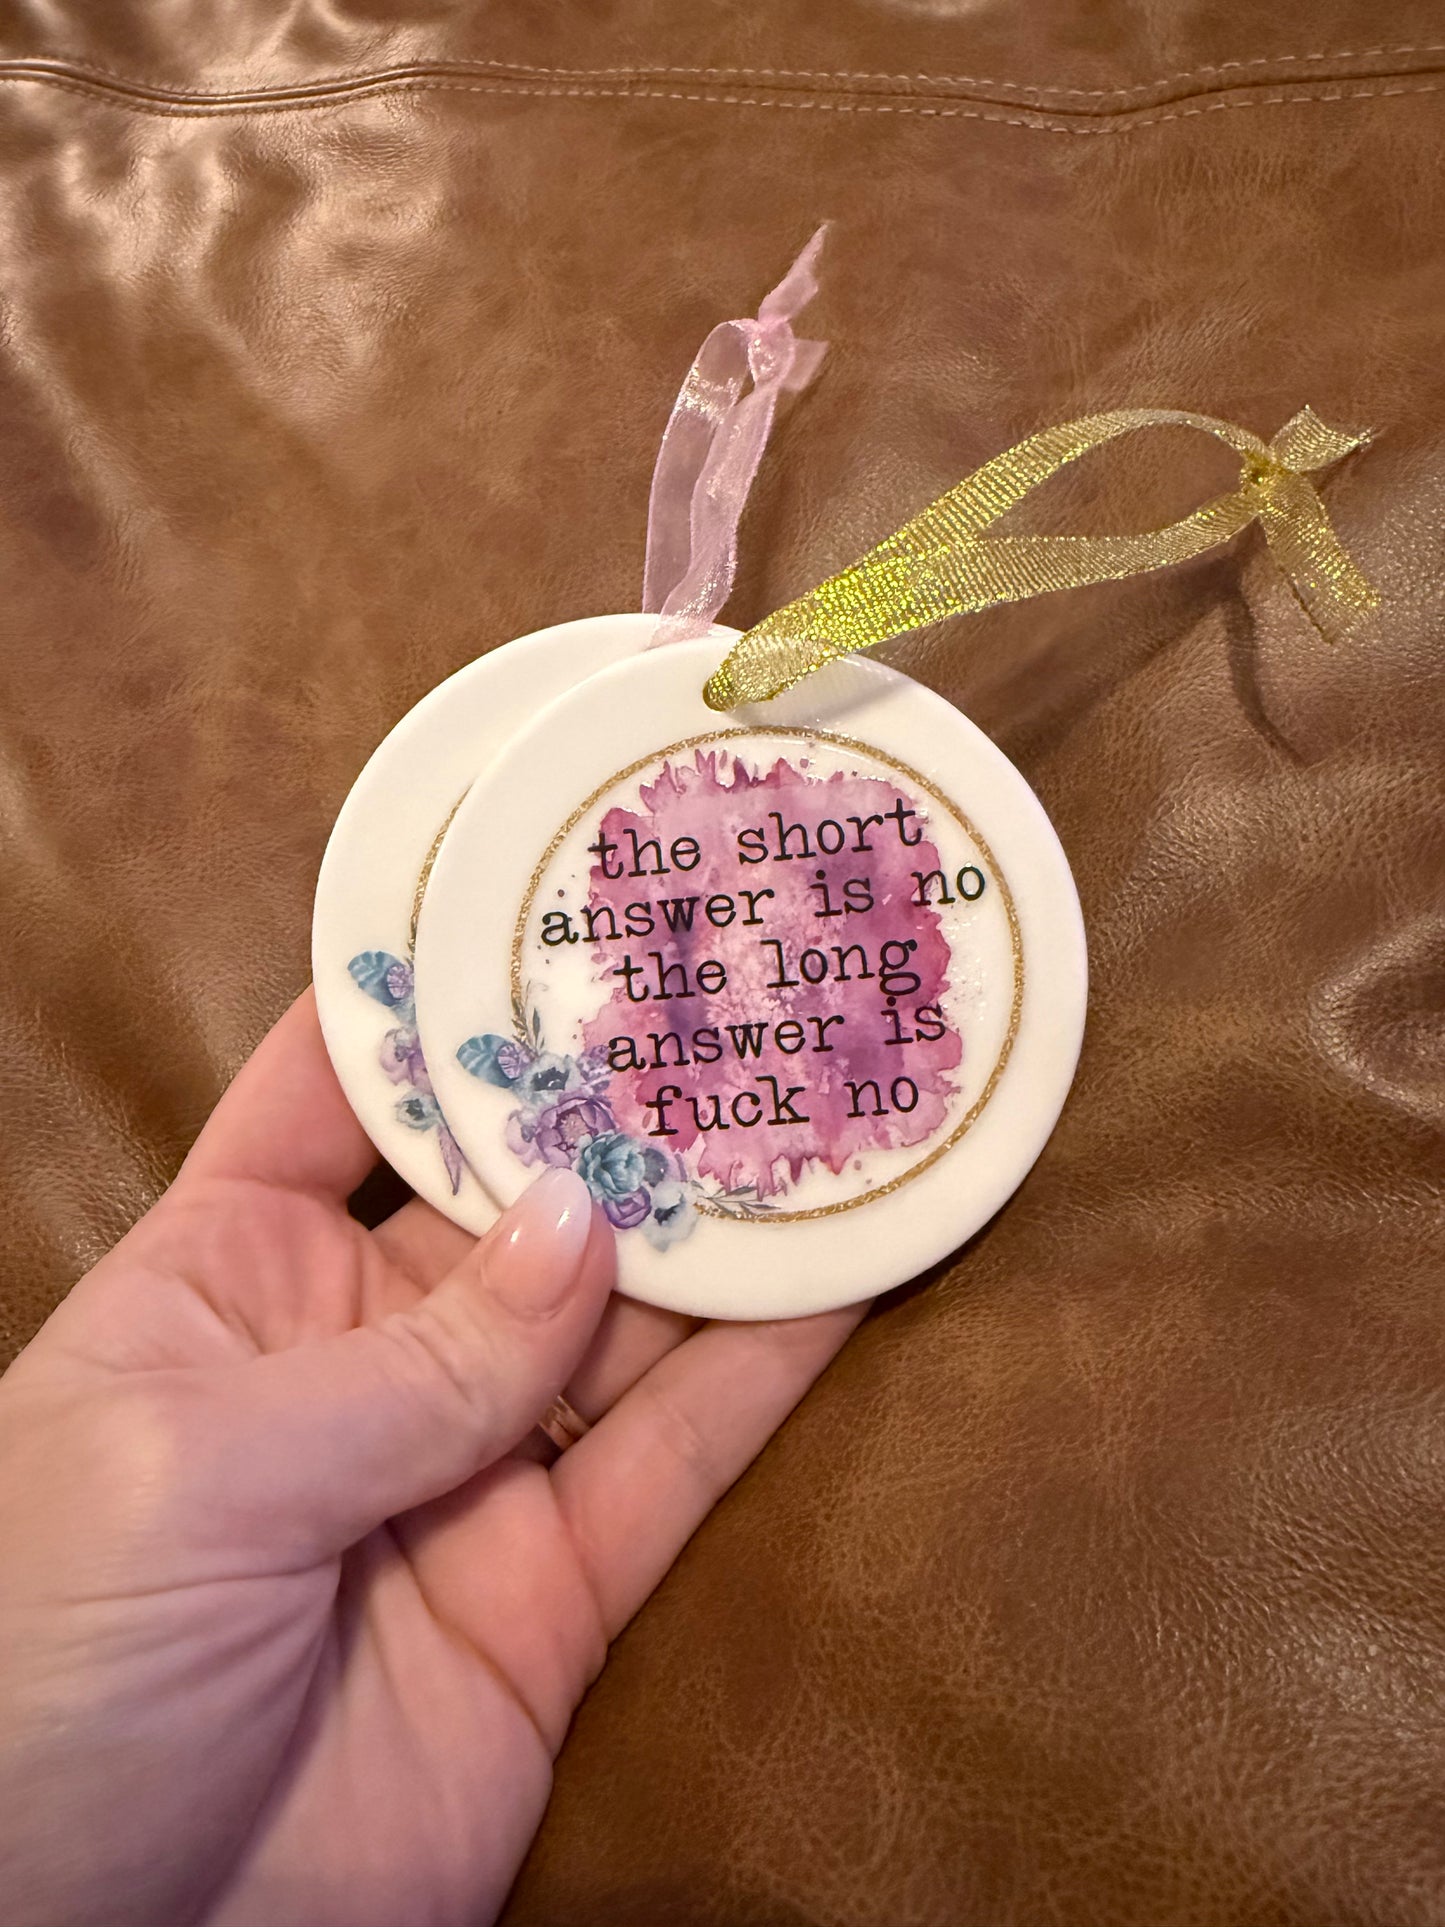 the short
answer is no
the long
answer is
fuck no